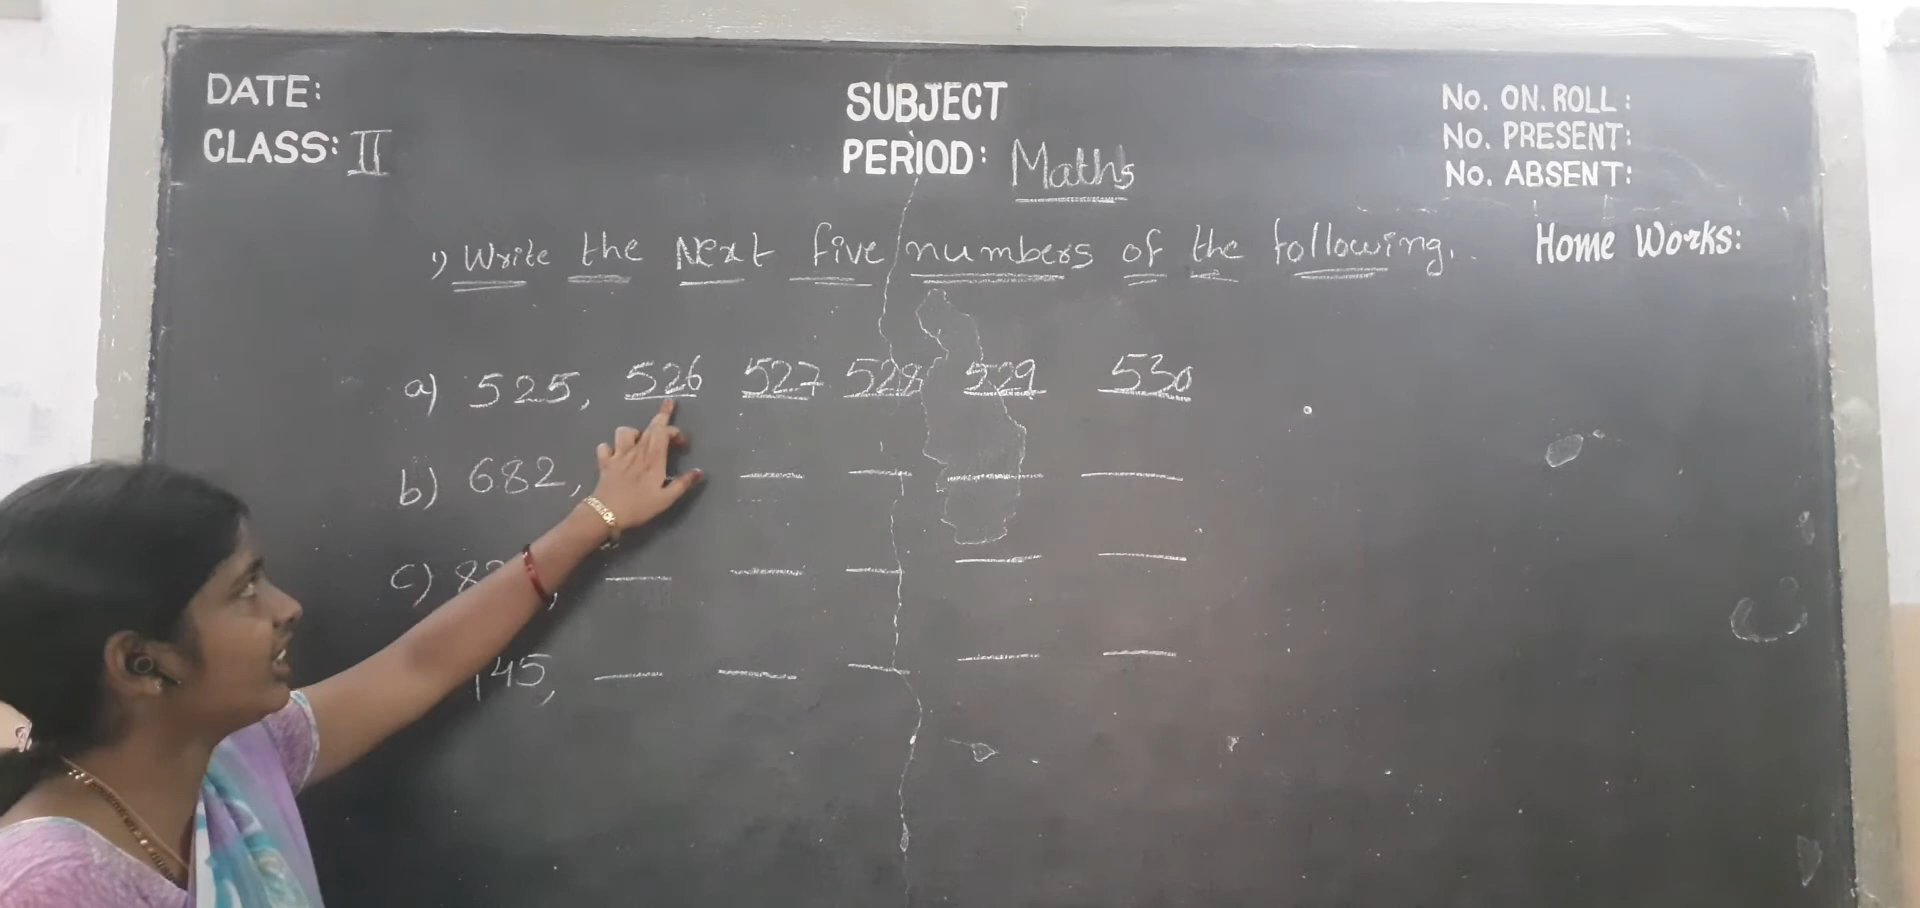 DATE:
CLASS: II
SUBJECT
PERIOD: Maths
No. ON. ROLL:
No. PRESENT:
No. ABSENT:
Home Works:
1) Write the Next five numbers of the following.
a) 525, 526 527 528 529 530
b) 682,
c)
145,